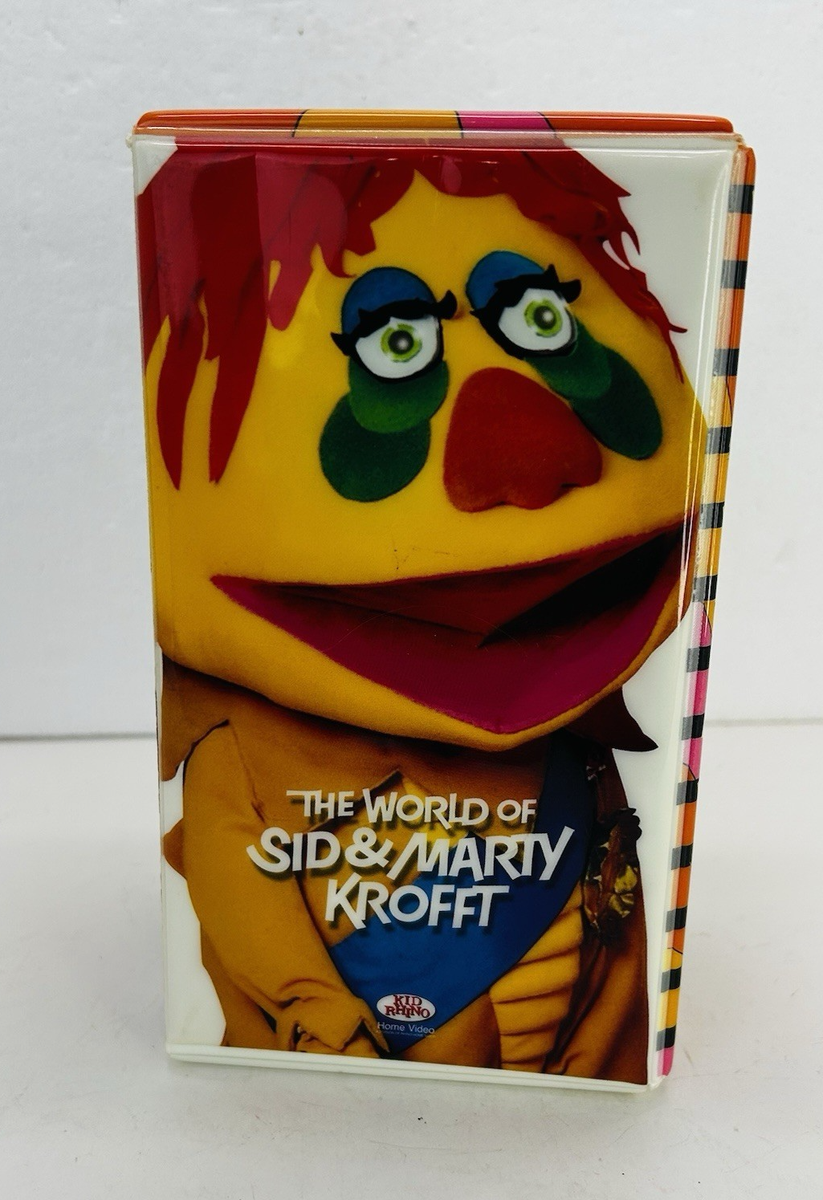 THE WORLD OF
SID & MARTY
KROFFT
KID
RHINO
Home Video